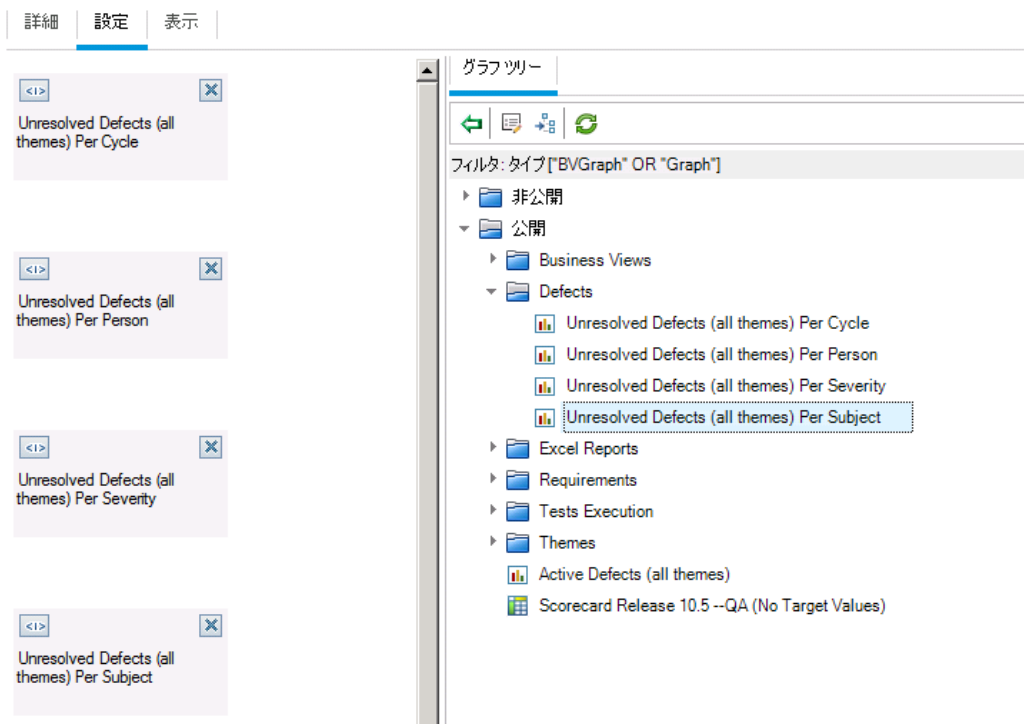 詳細 設定 表示
Unresolved Defects (all
themes) Per Cycle
Unresolved Defects (all
themes) Per Person
Unresolved Defects (all
themes) Per Severity
Unresolved Defects (all
themes) Per Subject
グラフ ツリー
フィルタ: タイプ ["BVGraph" OR "Graph"]
非公開
公開
Business Views
Defects
Unresolved Defects (all themes) Per Cycle
Unresolved Defects (all themes) Per Person
Unresolved Defects (all themes) Per Severity
Unresolved Defects (all themes) Per Subject
Excel Reports
Requirements
Tests Execution
Themes
Active Defects (all themes)
Scorecard Release 10.5 --QA (No Target Values)